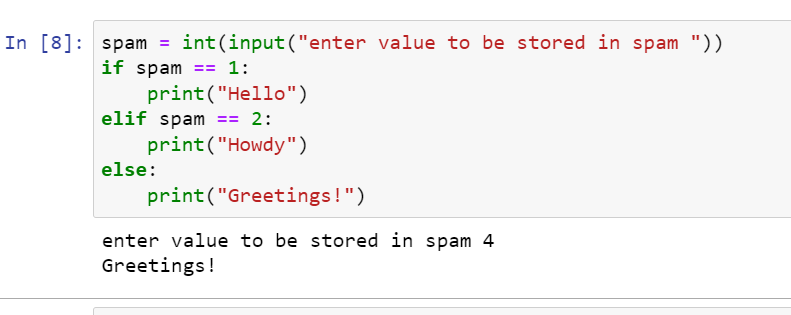 In [8]: spam = int(input("enter value to be stored in spam "))
if spam == 1:
    print("Hello")
elif spam == 2:
    print("Howdy")
else:
    print("Greetings!")
enter value to be stored in spam 4
Greetings!